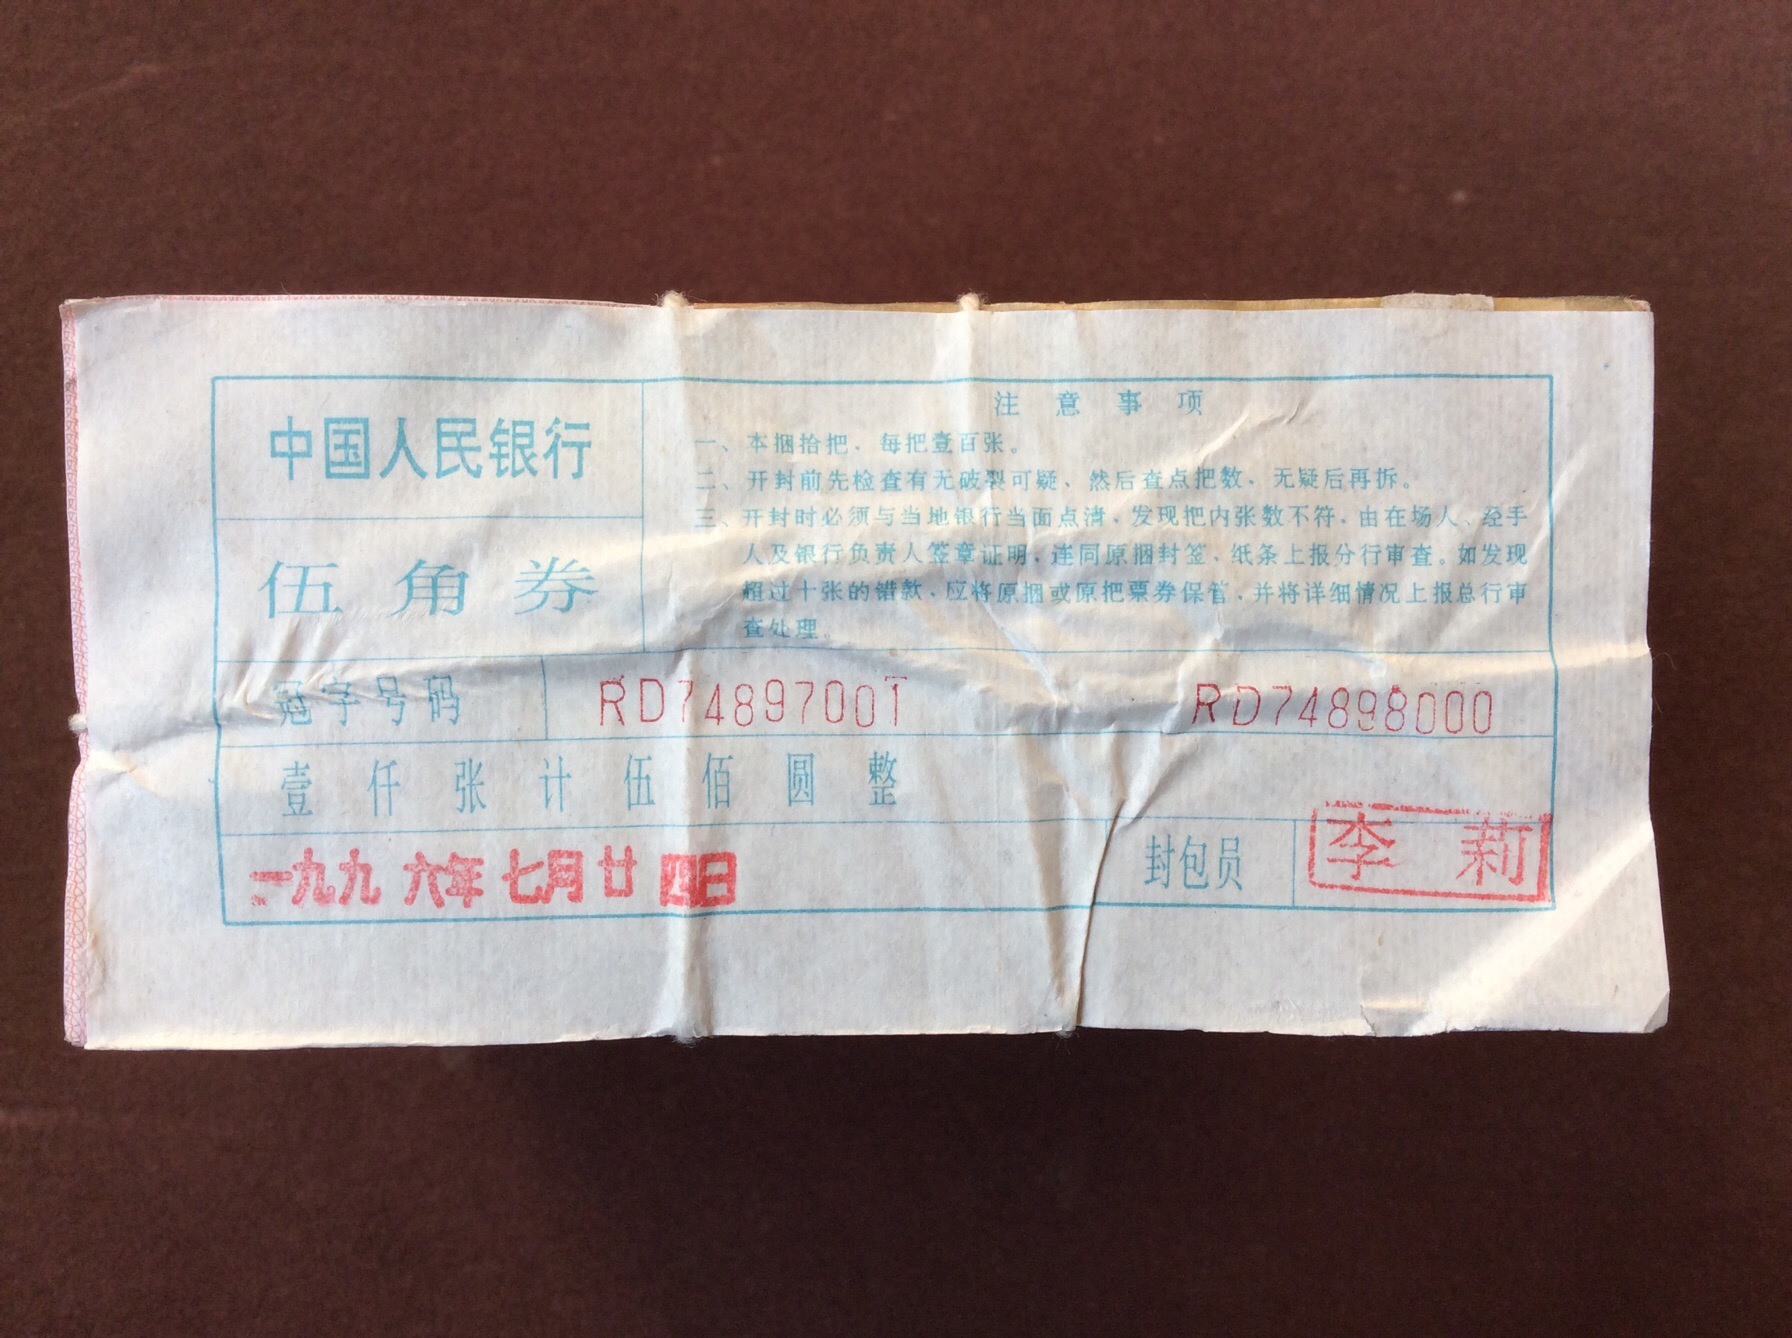 中国人民银行
伍角券
注意事项
一、本捆拾把，每把壹百张。
二、开封前先检查有无破裂可疑，然后查点把数，无疑后再拆。
三、开封时必须与当地银行当面点清，发现把内张数不符，由在场人、经手
人及银行负责人签章证明，连同原捆封签，纸条上报分行审查。如发现
超过十张的错款，应将原捆或原把票券保管，并将详细情况上报总行审
查处理。
冠字号码 RD74897001 RD74898000
壹仟张计伍佰圆整
一九九六年七月廿四日 封包员 李莉